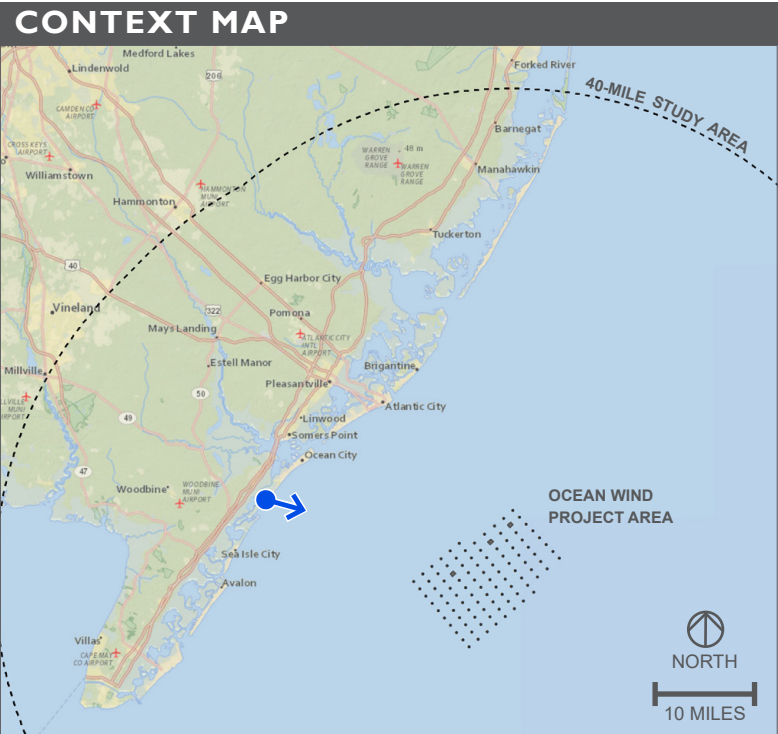 CONTEXT MAP
Medford Lakes
Lindenwold
206
Forked River
40-MILE STUDY AREA
CAMDEN CO
AIRPORT
Barnegat
CROSS KEYS
AIRPORT
WARREN
GROVE
RANGE
48 m
WARREN
GROVE
RANGE
Manahawkin
Williamstown
HAMMONTON
MUNI
AIRPORT
Hammonton
Tuckerton
40
Egg Harbor City
Vineland
322
Pomona
Mays Landing
ATLANTIC CITY
INTL
AIRPORT
Estell Manor
Brigantine
Millville
Pleasantville
50
LLVILLE
MUNI
IRPORT
Atlantic City
49
Linwood
Somers Point
Ocean City
47
Woodbine
WOODBINE
MUNI
AIRPORT
OCEAN WIND
PROJECT AREA
Sea Isle City
Avalon
Villas
CAPE MAY
CO AIRPORT
NORTH
10 MILES